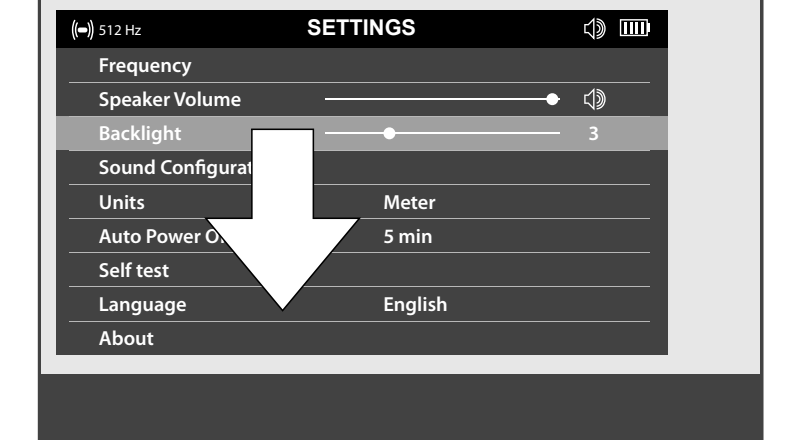 512 Hz SETTINGS
Frequency
Speaker Volume
Backlight 3
Sound
Units Meter
Auto Power 5 min
Self test
Language English
About